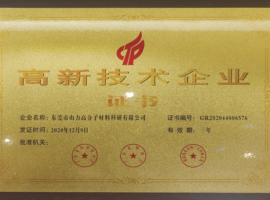 高新技术企业
证书
企业名称：东莞市山力高分子材料科研有限公司
证书编号：GR202044006576
发证时间：2020年12月9日
有效期：　年
批准机关：